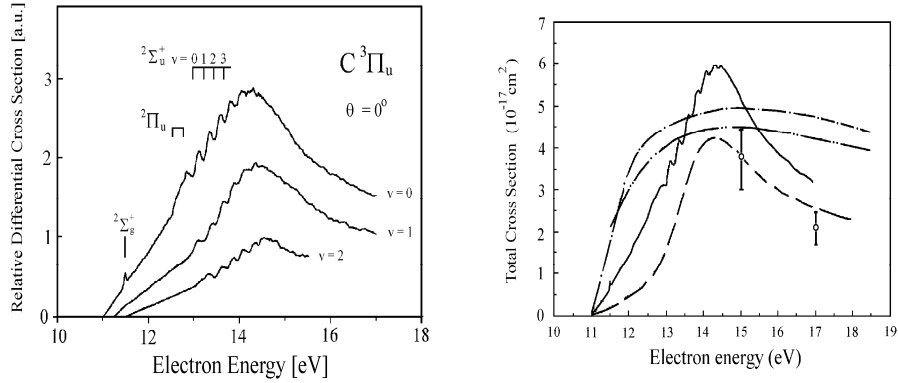 Relative Differential Cross Section [a.u.]
3
2
1
0
²Σᵤ⁺ v = 0 1 2 3
²Πᵤ
²Σg⁺
C ³Πᵤ
θ = 0°
v = 0
v = 1
v = 2
10 12 14 16 18
Electron Energy [eV]
Total Cross Section (10⁻¹⁷ cm²)
7
6
5
4
3
2
1
0
10 11 12 13 14 15 16 17 18 19
Electron energy (eV)